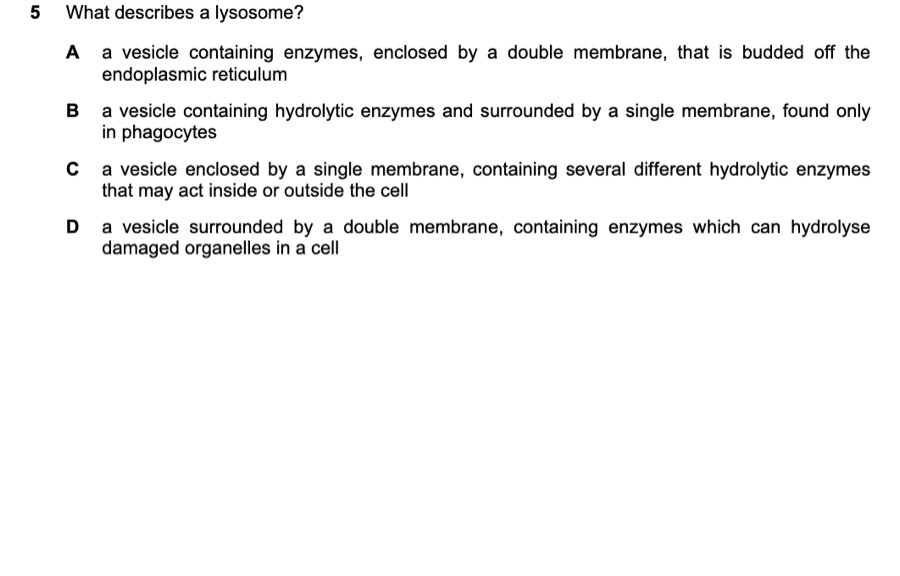 5 What describes a lysosome?
A a vesicle containing enzymes, enclosed by a double membrane, that is budded off the
endoplasmic reticulum
B a vesicle containing hydrolytic enzymes and surrounded by a single membrane, found only
in phagocytes
C a vesicle enclosed by a single membrane, containing several different hydrolytic enzymes
that may act inside or outside the cell
D a vesicle surrounded by a double membrane, containing enzymes which can hydrolyse
damaged organelles in a cell